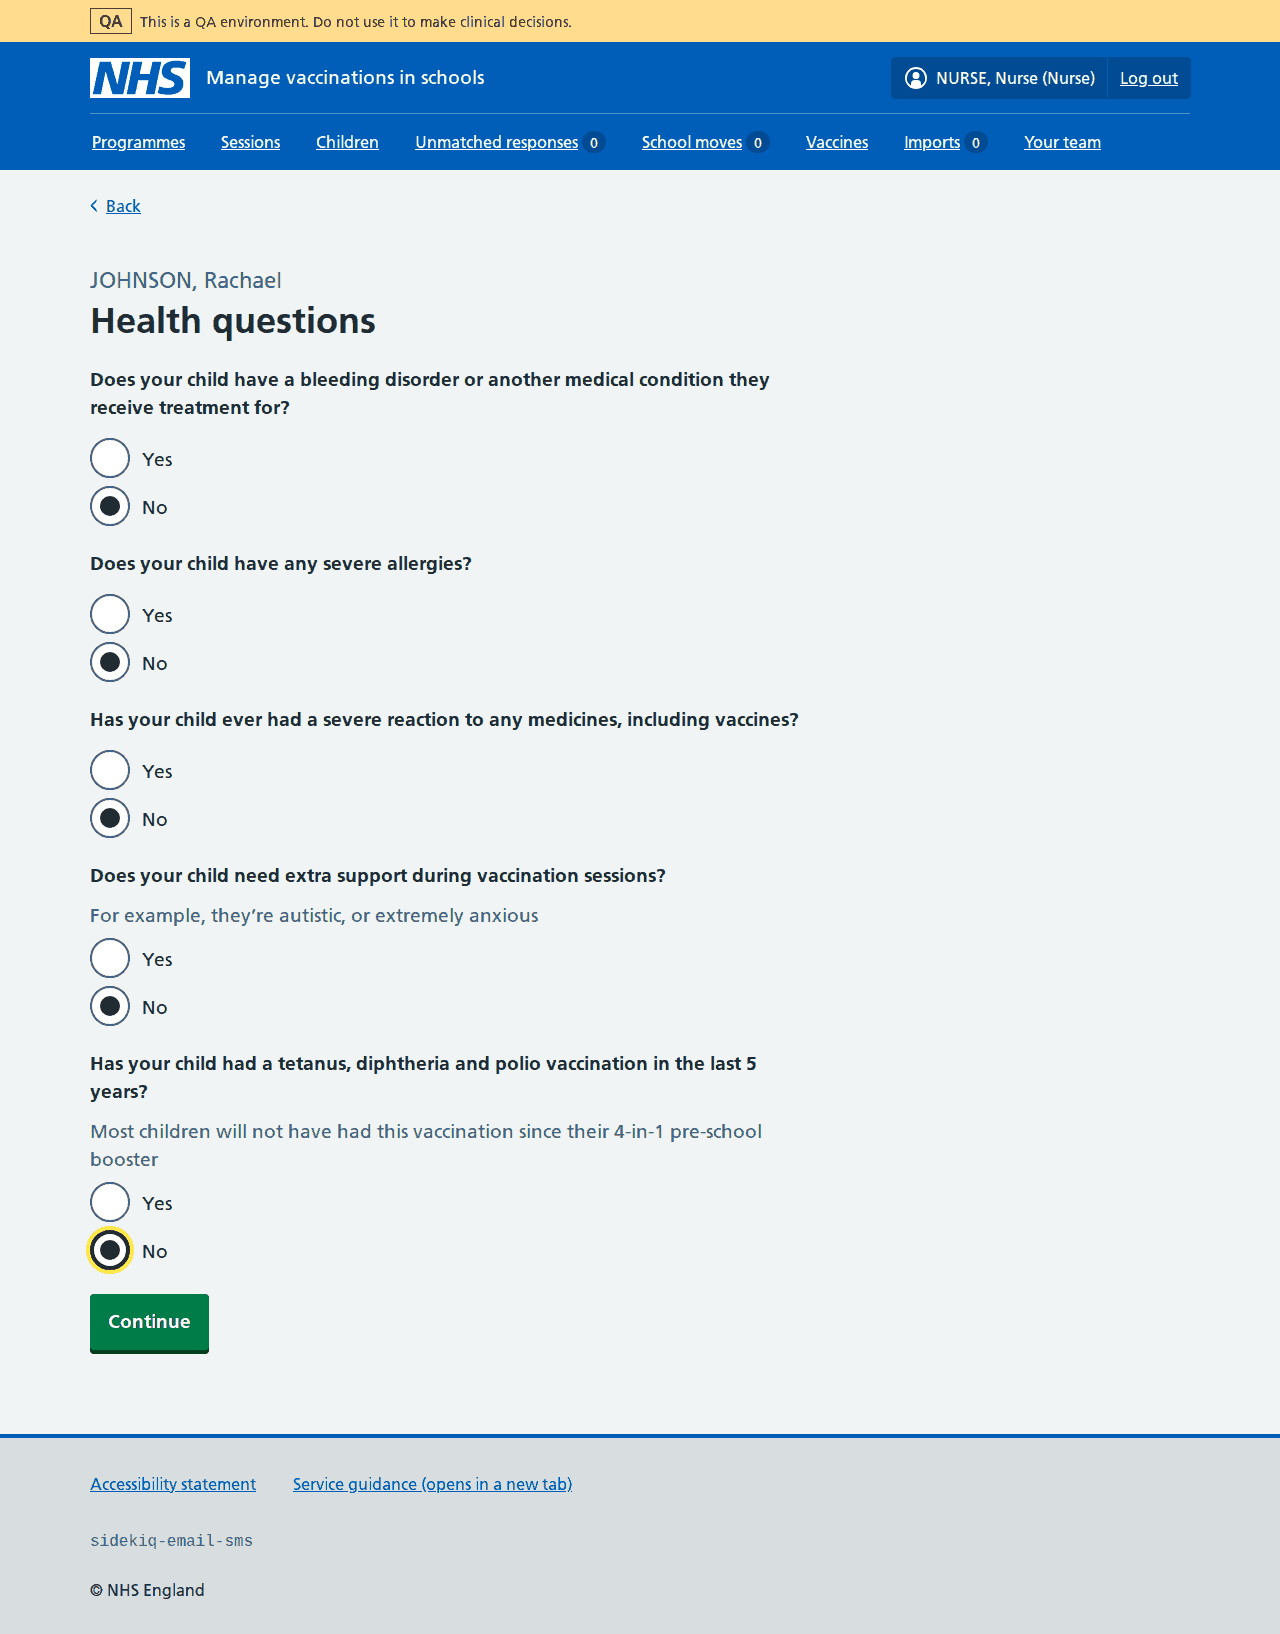 QA This is a QA environment. Do not use it to make clinical decisions.
NHS Manage vaccinations in schools NURSE, Nurse (Nurse) Log out
Programmes Sessions Children Unmatched responses 0 School moves 0 Vaccines Imports 0 Your team
Back
JOHNSON, Rachael
Health questions
Does your child have a bleeding disorder or another medical condition they
receive treatment for?
Yes
No
Does your child have any severe allergies?
Yes
No
Has your child ever had a severe reaction to any medicines, including vaccines?
Yes
No
Does your child need extra support during vaccination sessions?
For example, they’re autistic, or extremely anxious
Yes
No
Has your child had a tetanus, diphtheria and polio vaccination in the last 5
years?
Most children will not have had this vaccination since their 4-in-1 pre-school
booster
Yes
No
Continue
Accessibility statement Service guidance (opens in a new tab)
sidekiq-email-sms
© NHS England